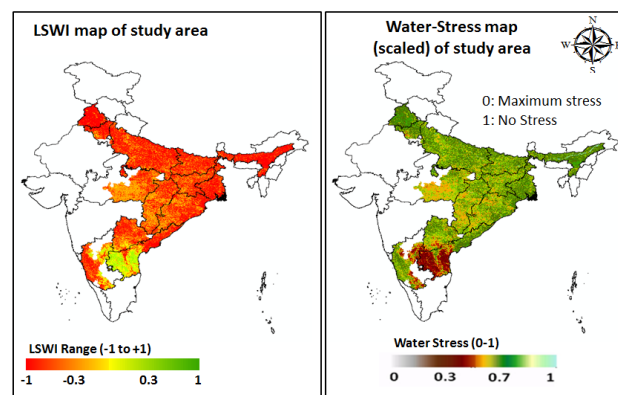 LSWI map of study area
LSWI Range (-1 to +1)
-1 -0.3 0.3 1
Water-Stress map
(scaled) of study area
N
W E
S
0: Maximum stress
1: No Stress
Water Stress (0-1)
0 0.3 0.7 1